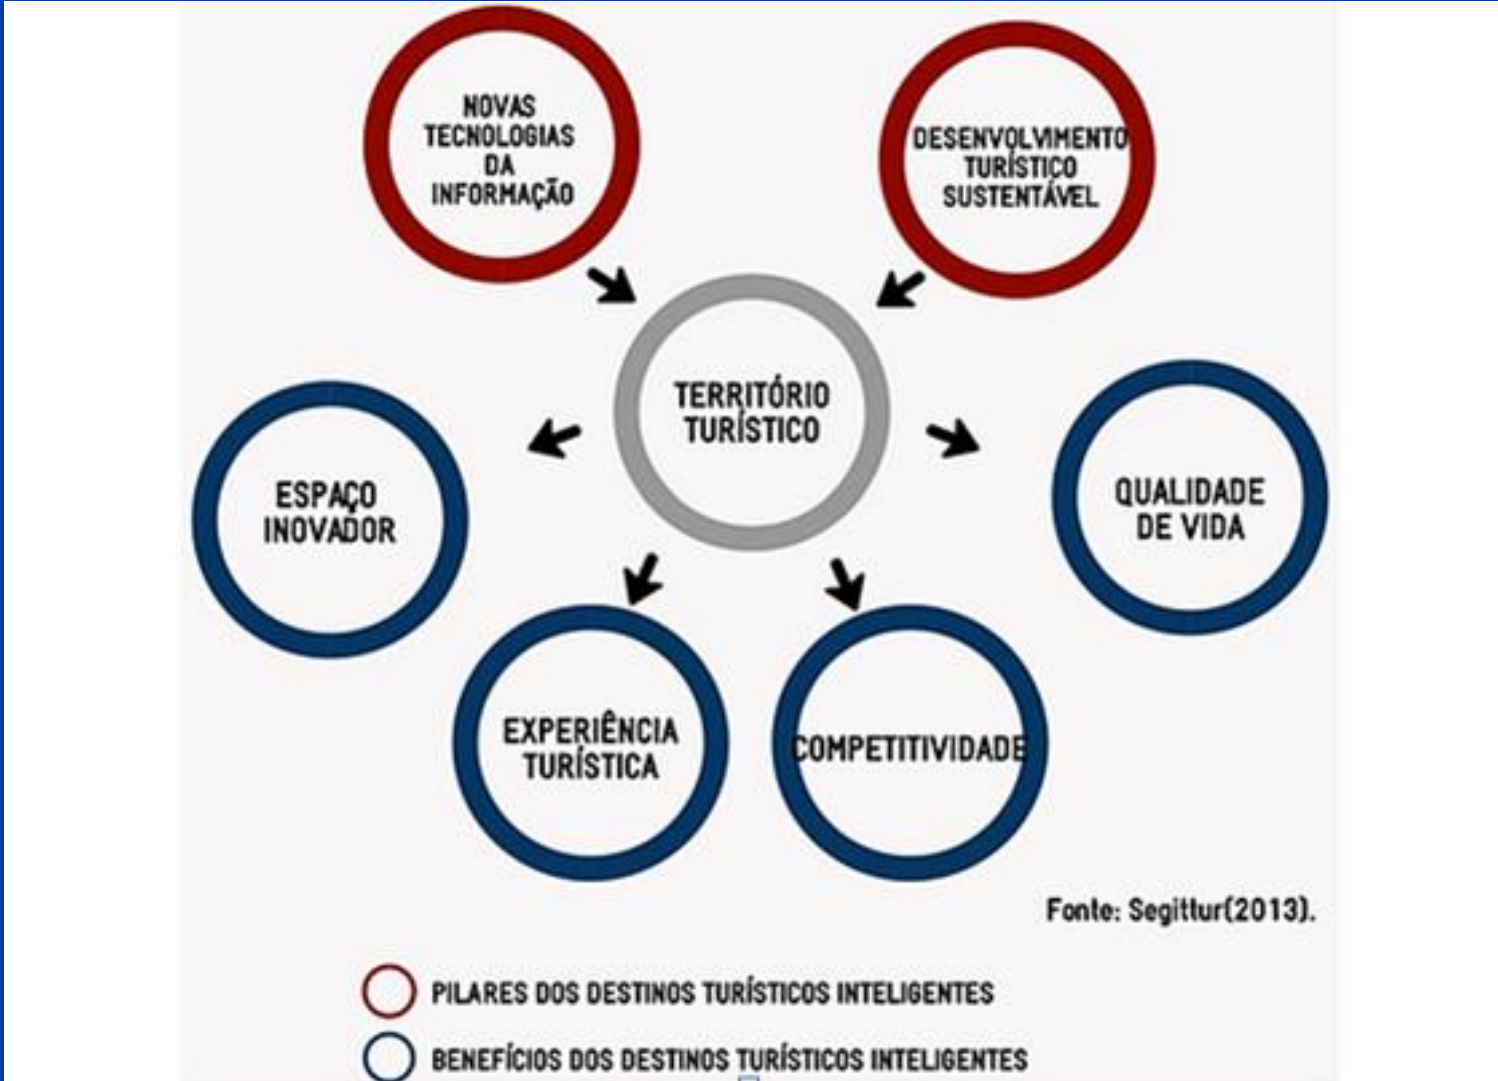 NOVAS
TECNOLOGIAS
DA
INFORMAÇÃO
DESENVOLVIMENTO
TURÍSTICO
SUSTENTÁVEL
TERRITÓRIO
TURÍSTICO
ESPAÇO
INOVADOR
QUALIDADE
DE VIDA
EXPERIÊNCIA
TURÍSTICA
COMPETITIVIDADE
Fonte: Segittur(2013).
PILARES DOS DESTINOS TURÍSTICOS INTELIGENTES
BENEFÍCIOS DOS DESTINOS TURÍSTICOS INTELIGENTES